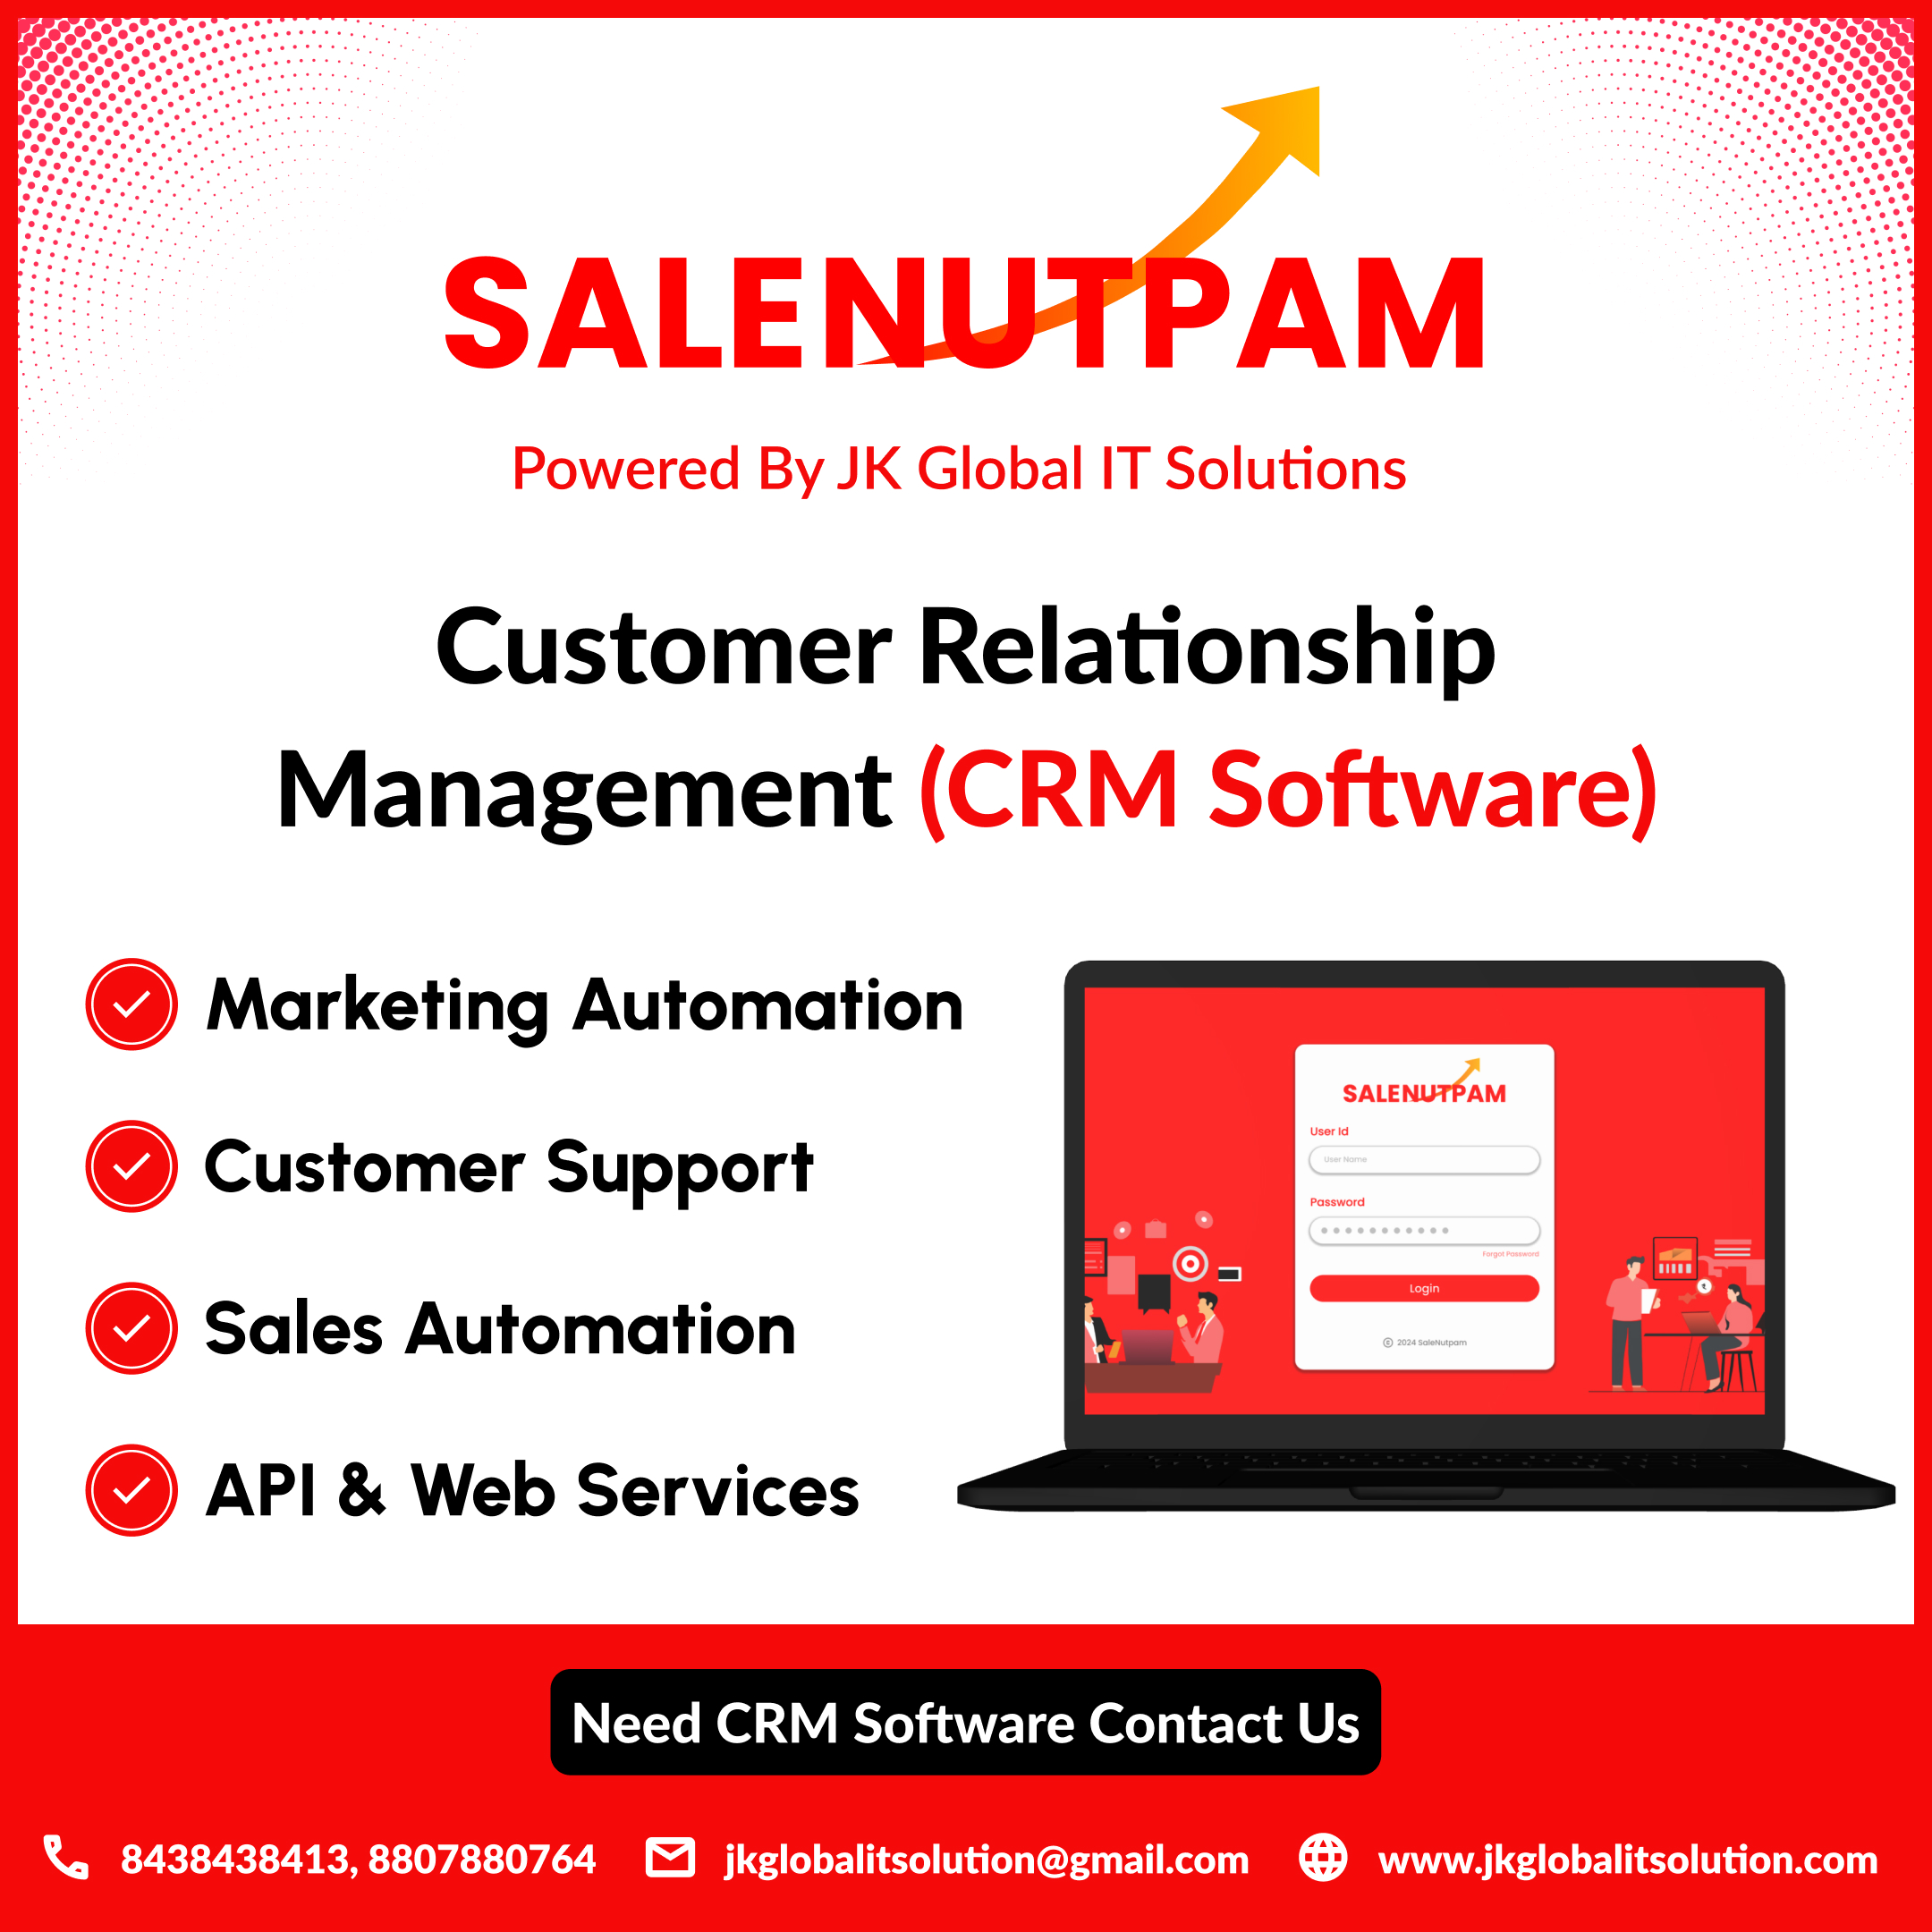 SALENUTPAM
Powered By JK Global IT Solutions
Customer Relationship
Management (CRM Software)
Marketing Automation
Customer Support
Sales Automation
API & Web Services
SALENUTPAM
User Id
User Name
Password
Forgot Password
Login
© 2024 SaleNutpam
Need CRM Software Contact Us
8438438413, 8807880764
jkglobalitsolution@gmail.com
www.jkglobalitsolution.com